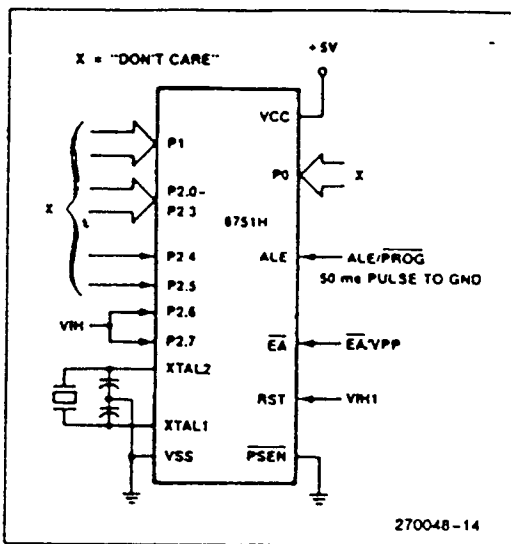 X = "DON'T CARE"
+5V
VCC
P1
P0
X
P2.0-
P2.3
X
8751H
P2.4
ALE
ALE/PROG
50 ms PULSE TO GND
P2.5
P2.6
VIH
P2.7
EA
EA/VPP
XTAL2
RST
VIH1
XTAL1
VSS
PSEN
270048-14